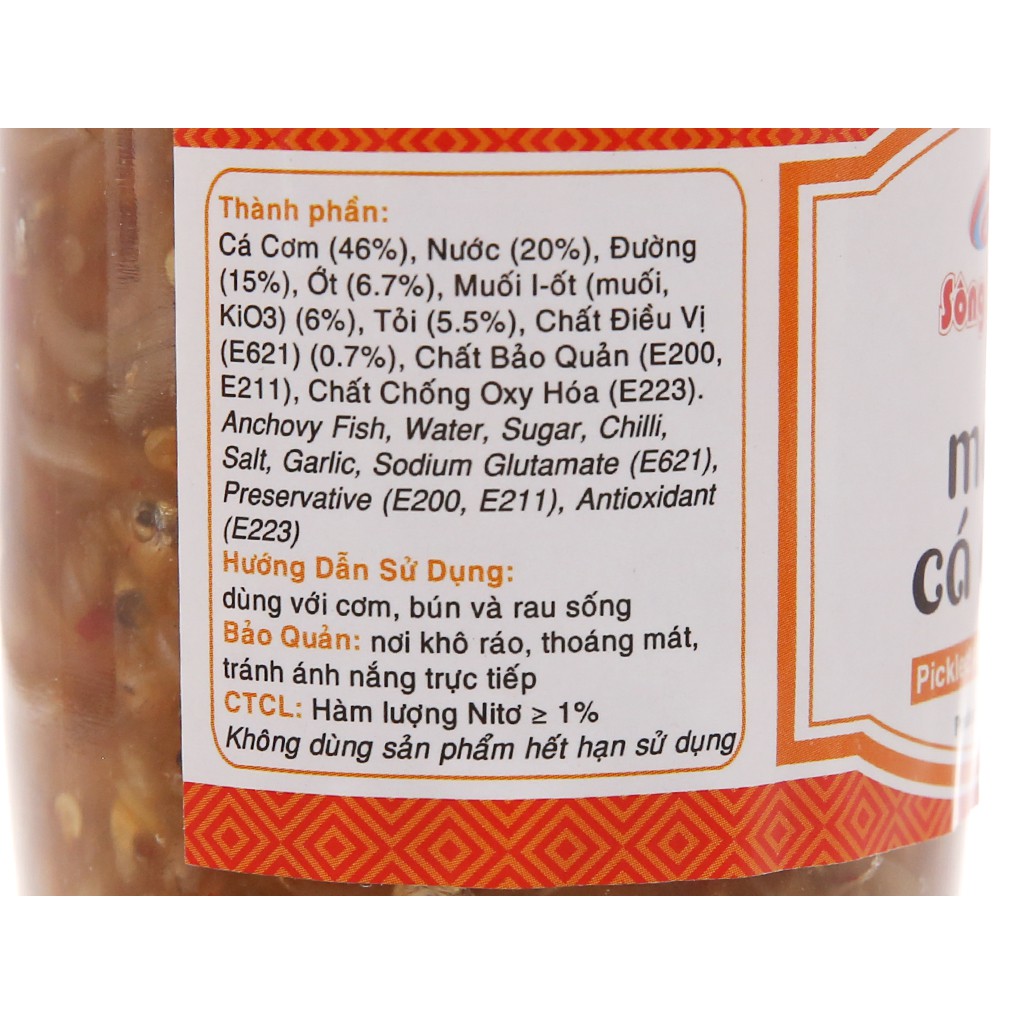 Thành phần:
Cá Cơm (46%), Nước (20%), Đường
(15%), Ớt (6.7%), Muối I-ốt (muối,
KiO3) (6%), Tỏi (5.5%), Chất Điều Vị
(E621) (0.7%), Chất Bảo Quản (E200,
E211), Chất Chống Oxy Hóa (E223).
Anchovy Fish, Water, Sugar, Chilli,
Salt, Garlic, Sodium Glutamate (E621),
Preservative (E200, E211), Antioxidant
(E223)
Hướng Dẫn Sử Dụng:
dùng với cơm, bún và rau sống
Bảo Quản: nơi khô ráo, thoáng mát,
tránh ánh nắng trực tiếp
CTCL: Hàm lượng Nitơ ≥ 1%
Không dùng sản phẩm hết hạn sử dụng
Sông
cá